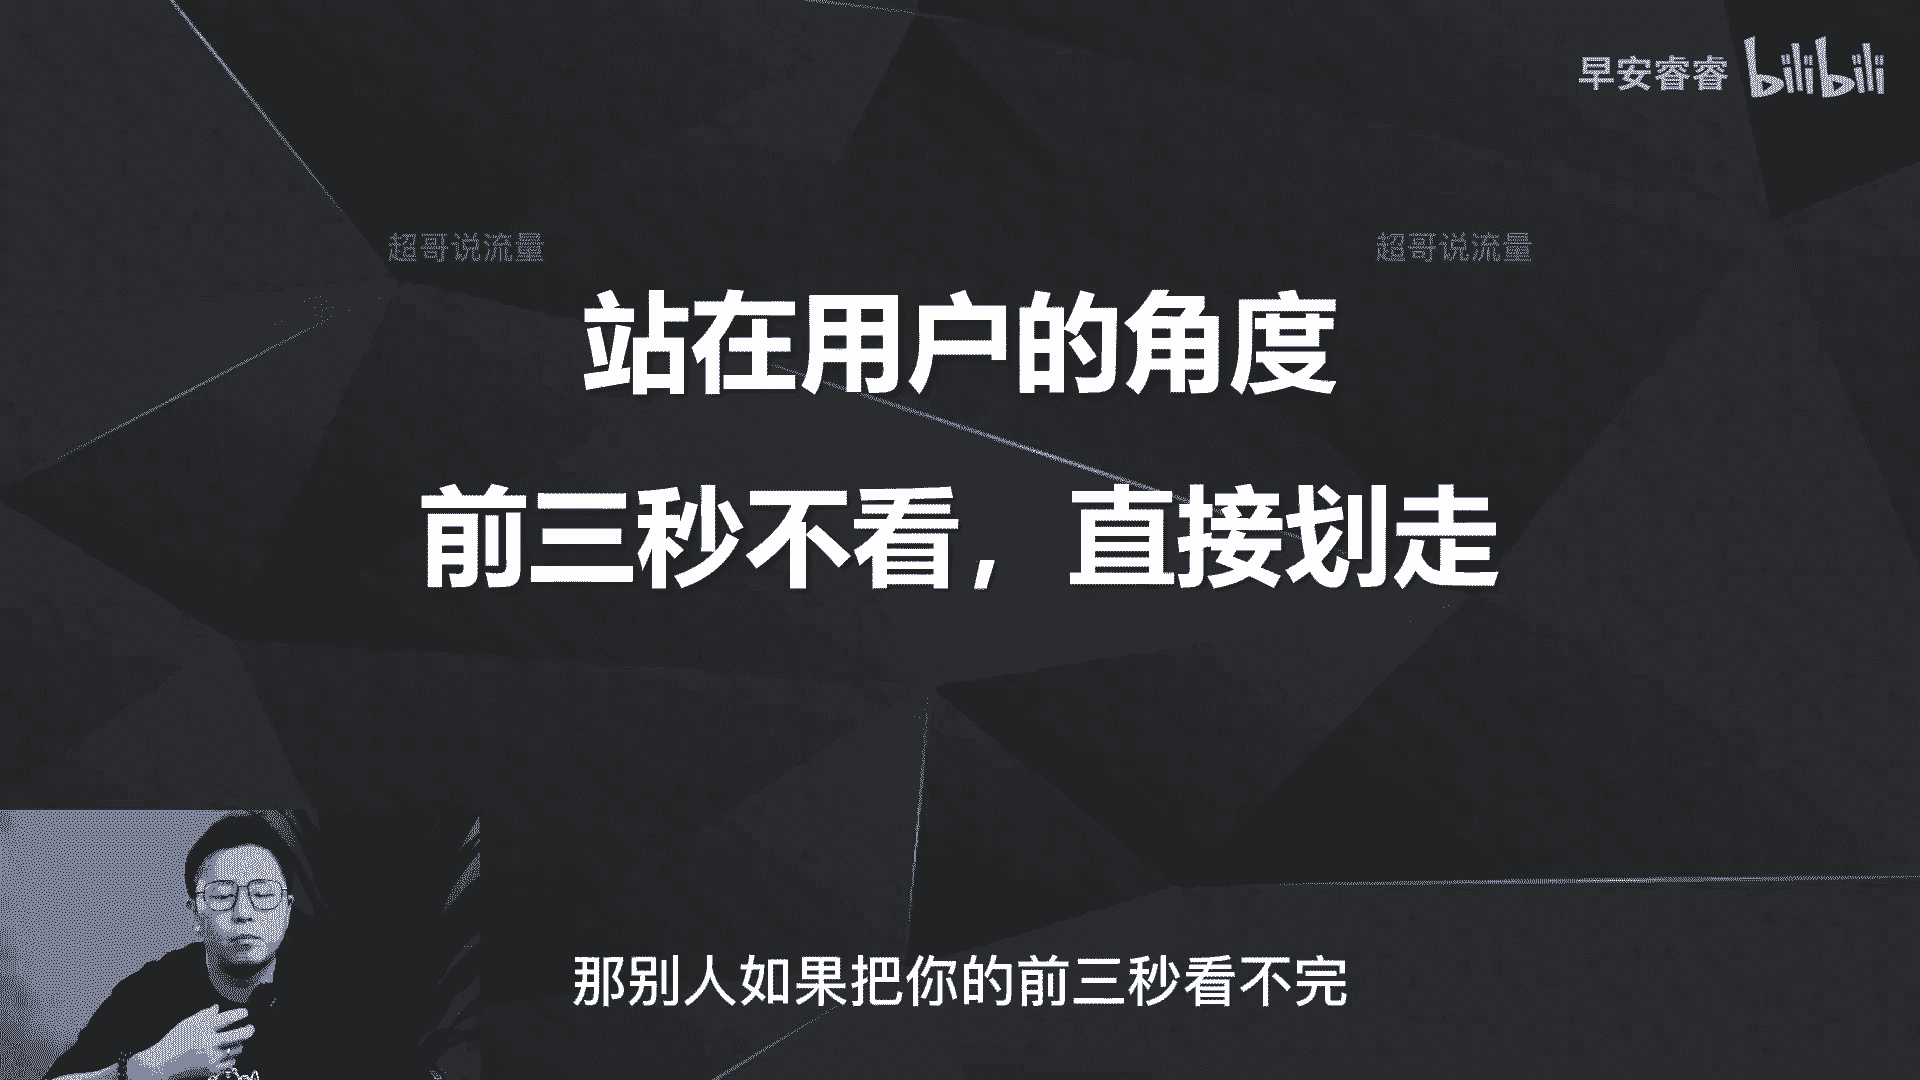 早安睿睿 bilibili
超哥说流量 超哥说流量
站在用户的角度
前三秒不看，直接划走
那别人如果把你的前三秒看不完